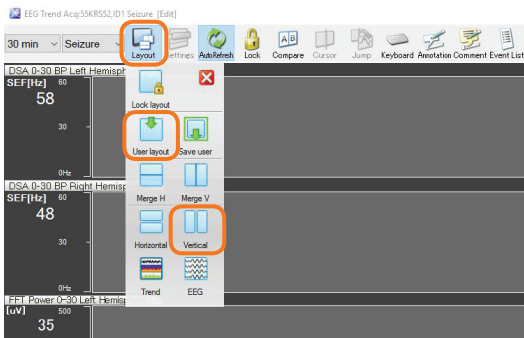 EEG Trend Acq:55KRS52,ID1 Seizure [Edit]
30 min Seizure Layout Settings AutoRefresh Lock Compare Cursor Jump Keyboard Annotation Comment Event List
A B
DSA 0-30 BP Left Hemisph
SEF[Hz] 60
58
30
0Hz
DSA 0-30 BP Right Hemisp
SEF[Hz] 60
48
30
0Hz
FFT Power 0-30 Left Hemisp
[uV] 500
35
Lock layout
User layout Save user
Merge H Merge V
Horizontal Vertical
Trend EEG